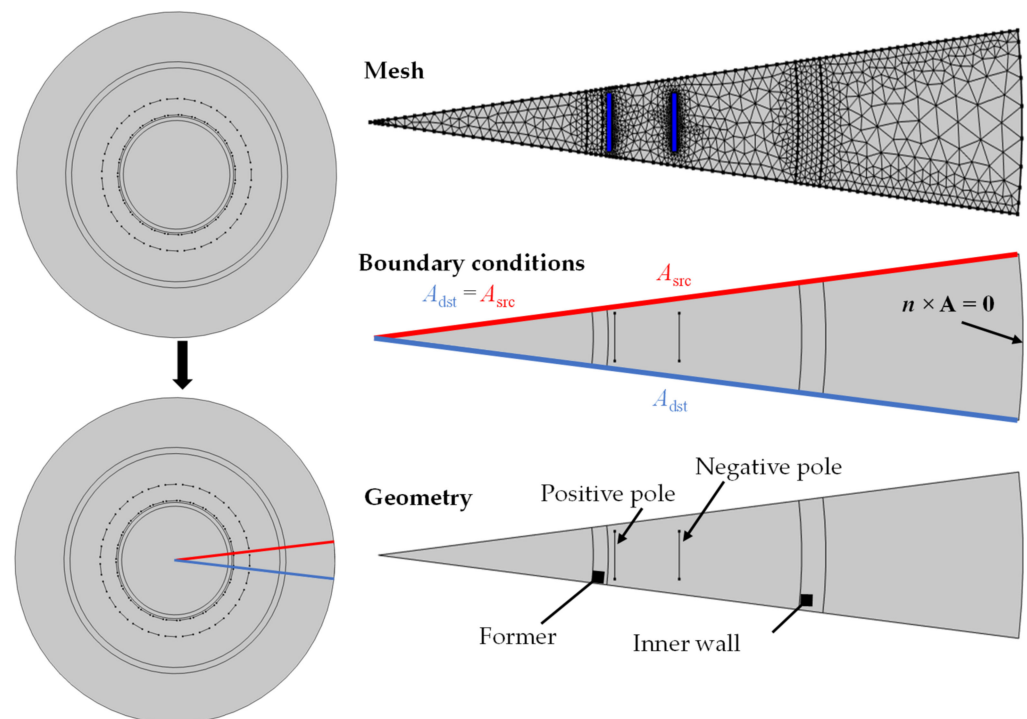 Mesh
Boundary conditions
A_dst = A_src
A_src
n × A = 0
A_dst
Geometry
Positive pole
Negative pole
Former
Inner wall